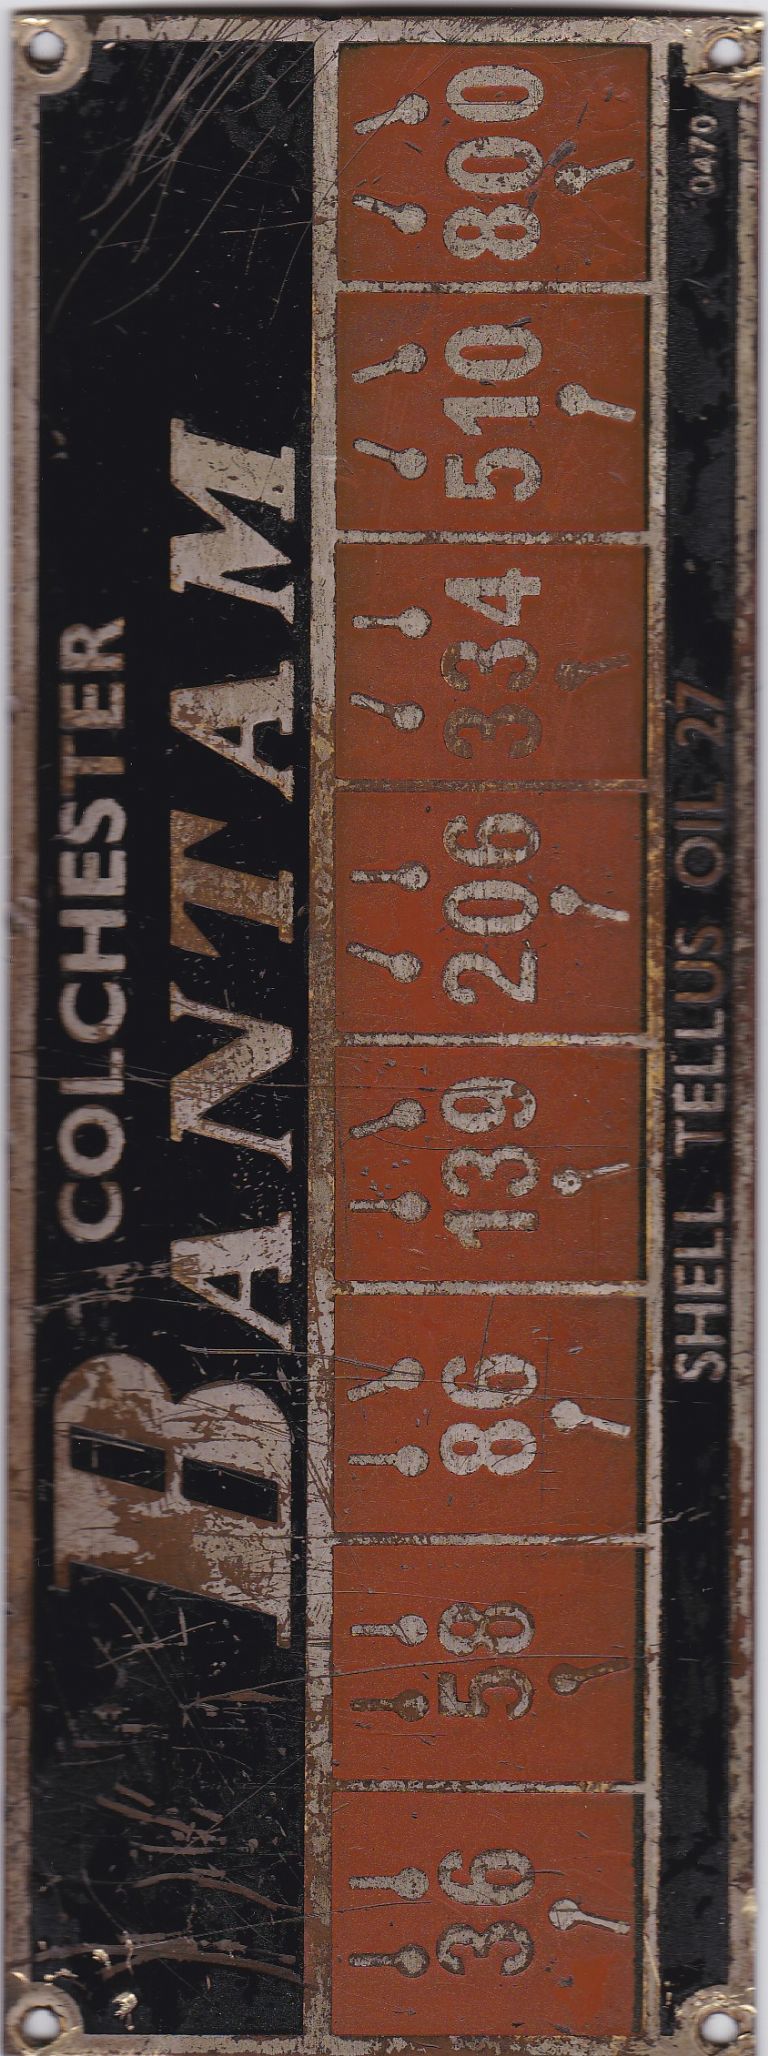 COLCHESTER
BANTAM
36 58 86 139 206 334 510 800
SHELL TELLUS OIL 27 0470